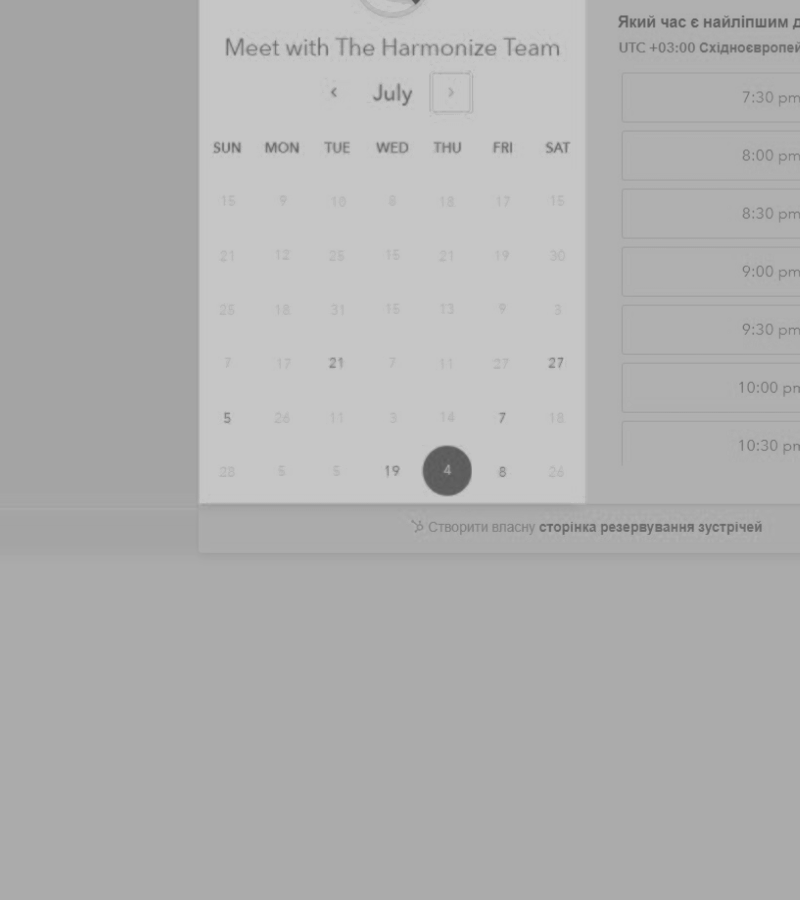 Meet with The Harmonize Team
July
SUN MON TUE WED THU FRI SAT
15 9 10 8 18 17 15
21 12 25 15 21 19 30
25 18 31 15 13 9 3
7 17 21 7 11 27 27
5 26 11 3 14 7 18
28 5 5 19 4 8 26
Який час є найліпшим
UTC +03:00
7:30 pm
8:00 pm
8:30 pm
9:00 pm
9:30 pm
10:00 pm
10:30 pm
Створити власну сторінка резервування зустрічей